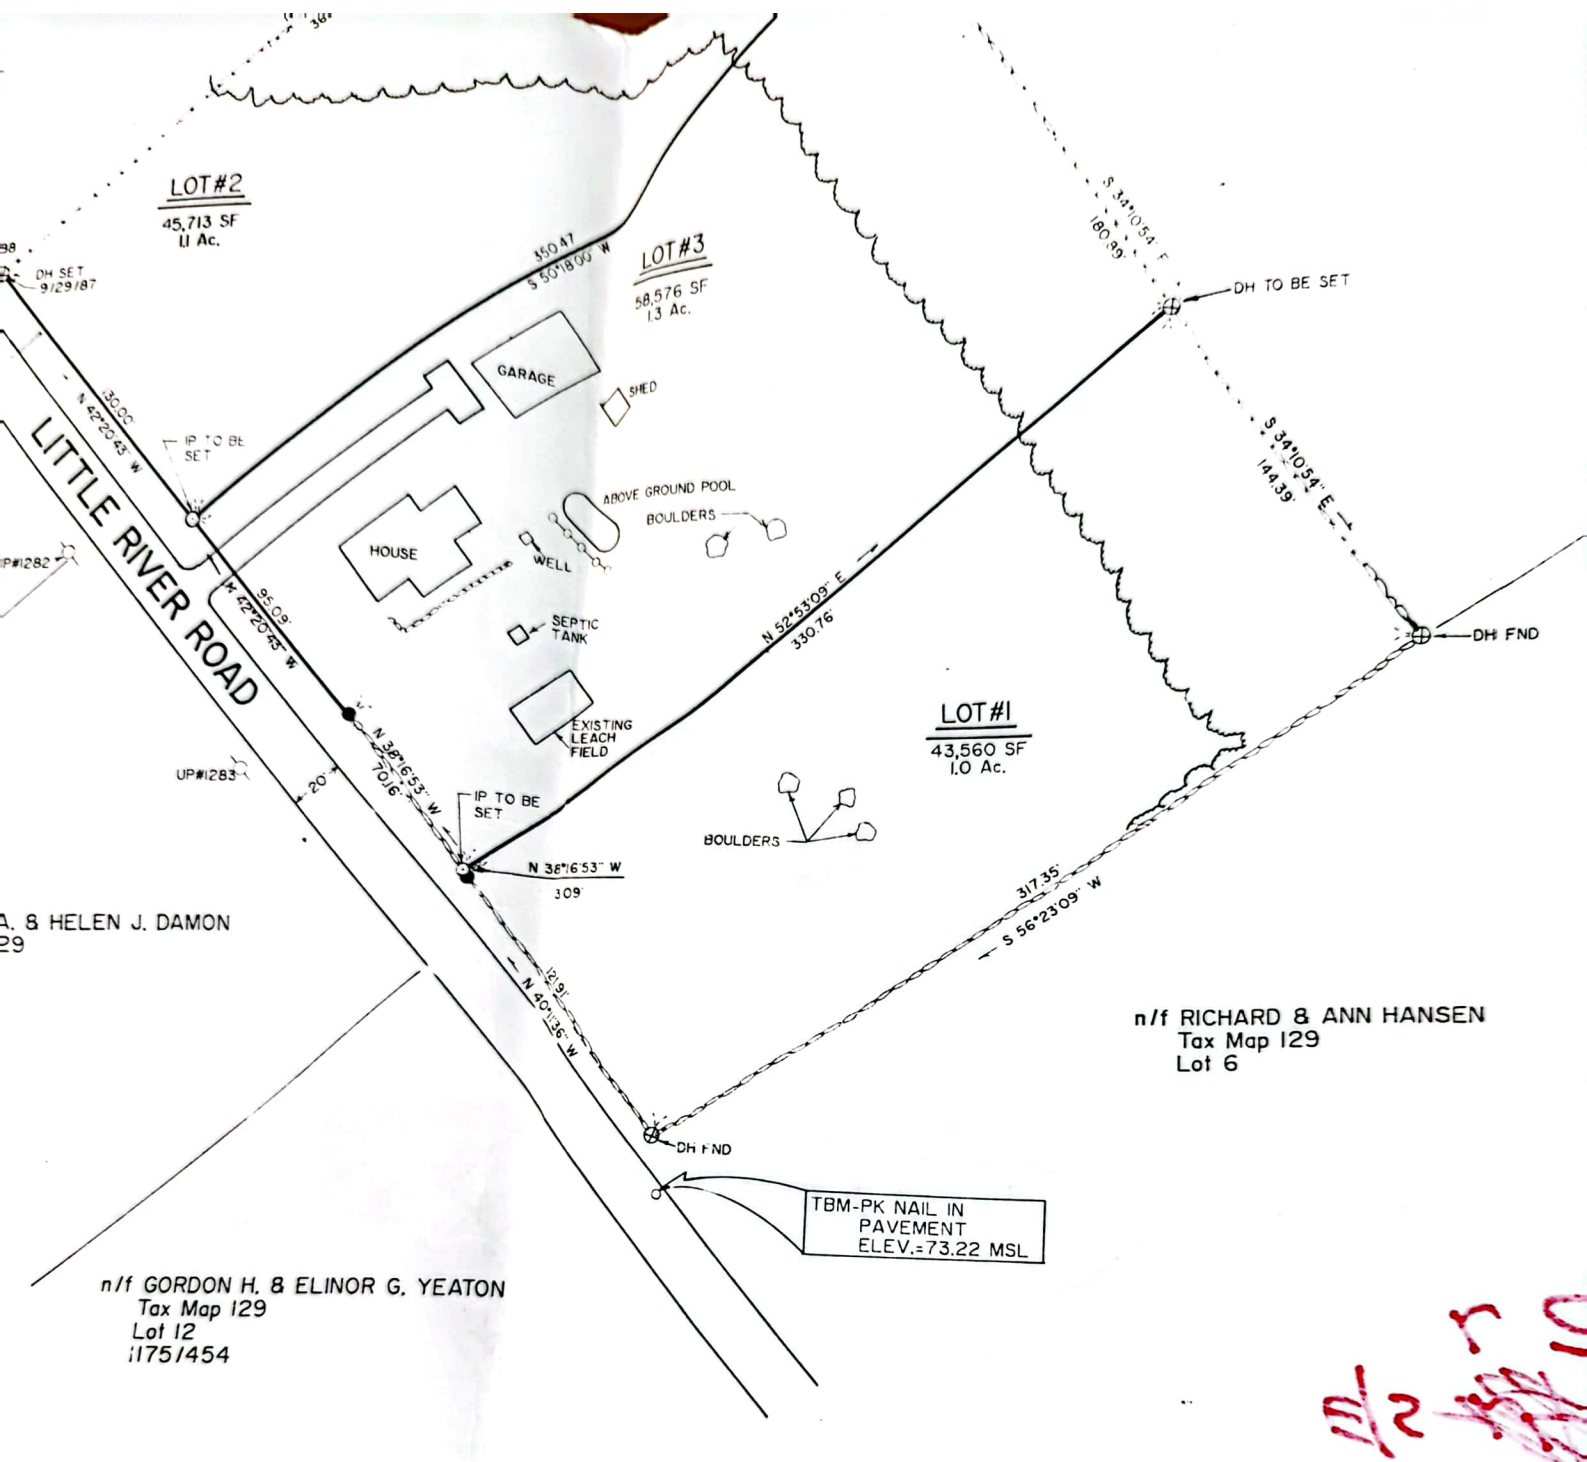 38'
LOT #2
45,713 SF
1.1 Ac.
98
DH SET
9/29/87
350.47
S 50°18'00" W
LOT #3
58,576 SF
1.3 Ac.
S 34°10'54" E
180.89'
DH TO BE SET
GARAGE
SHED
130.00'
N 42°20'43" W
IP TO BE
SET
LITTLE RIVER ROAD
S 34°10'54" E
144.39'
ABOVE GROUND POOL
BOULDERS
HOUSE
WELL
P#1282
95.09'
N 42°20'43" W
SEPTIC
TANK
N 52°53'09" E
330.76'
DH FND
EXISTING
LEACH
FIELD
LOT #1
43,560 SF
1.0 Ac.
N 38°16'53" W
70.16'
UP#1283
20'
IP TO BE
SET
BOULDERS
N 38°16'53" W
3.09'
317.35'
S 56°23'09" W
A. & HELEN J. DAMON
29
121.91'
N 40°11'36" W
n/f RICHARD & ANN HANSEN
Tax Map 129
Lot 6
DH FND
TBM-PK NAIL IN
PAVEMENT
ELEV.=73.22 MSL
n/f GORDON H. & ELINOR G. YEATON
Tax Map 129
Lot 12
1175/454